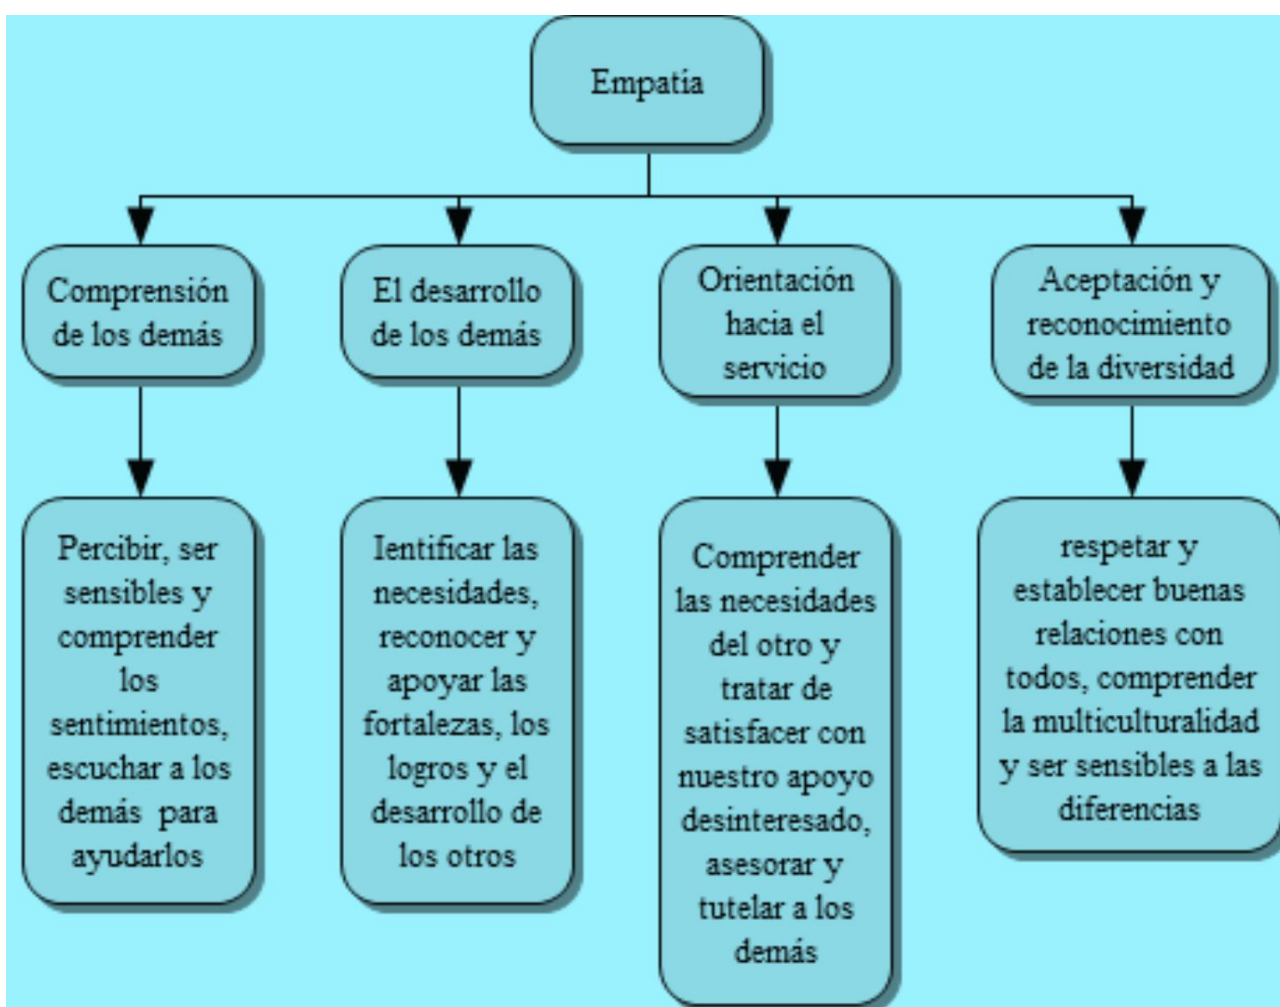 Empatia
Comprensión
de los demás
El desarrollo
de los demás
Orientación
hacia el
servicio
Aceptación y
reconocimiento
de la diversidad
Percibir, ser
sensibles y
comprender
los
sentimientos,
escuchar a los
demás para
ayudarlos
Ientificar las
necesidades,
reconocer y
apoyar las
fortalezas, los
logros y el
desarrollo de
los otros
Comprender
las necesidades
del otro y
tratar de
satisfacer con
nuestro apoyo
desinteresado,
asesorar y
tutelar a los
demás
respetar y
establecer buenas
relaciones con
todos, comprender
la multiculturalidad
y ser sensibles a las
diferencias